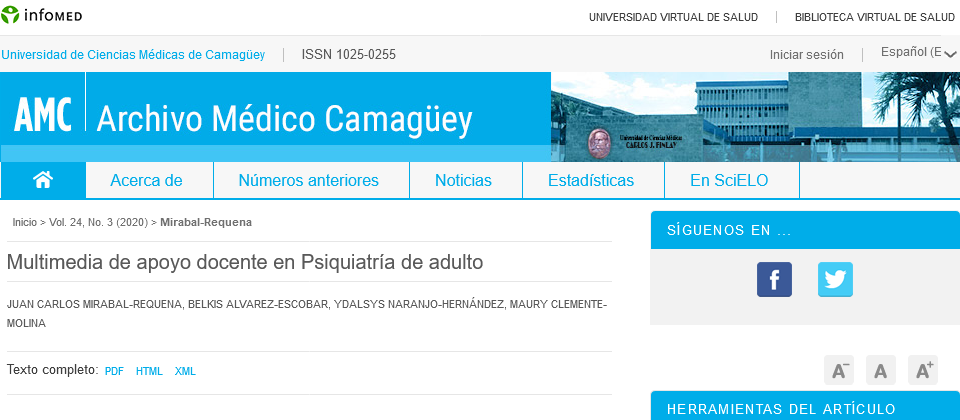 infoMED
UNIVERSIDAD VIRTUAL DE SALUD
BIBLIOTECA VIRTUAL DE SALUD
Universidad de Ciencias Médicas de Camagüey
ISSN 1025-0255
Iniciar sesión
Español (E
AMC
Archivo Médico Camagüey
Universidad de Ciencias Médicas
CARLOS J. FINLAY
Acerca de
Números anteriores
Noticias
Estadísticas
En SciELO
Inicio > Vol. 24, No. 3 (2020) > Mirabal-Requena
Multimedia de apoyo docente en Psiquiatría de adulto
JUAN CARLOS MIRABAL-REQUENA, BELKIS ALVAREZ-ESCOBAR, YDALSYS NARANJO-HERNÁNDEZ, MAURY CLEMENTE-
MOLINA
Texto completo: PDF HTML XML
SÍGUENOS EN ...
A- A A+
HERRAMIENTAS DEL ARTÍCULO